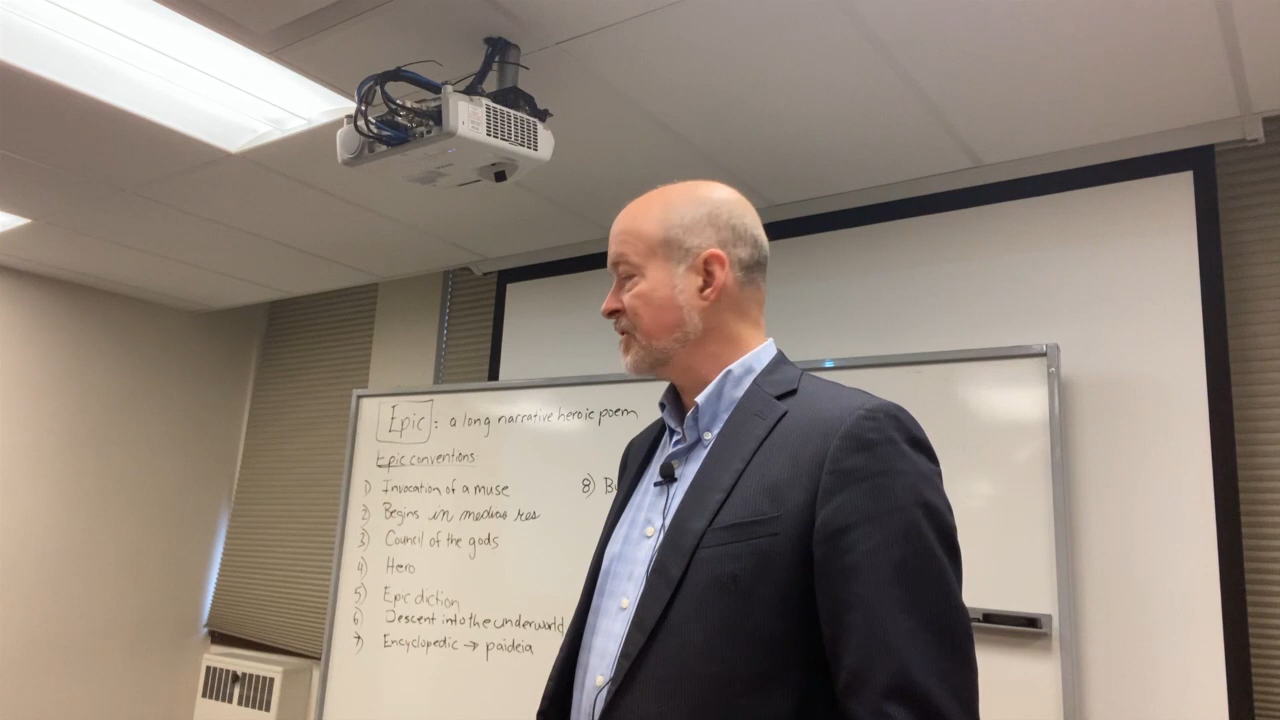 Epic : a long narrative heroic poem
Epic conventions:
1) Invocation of a muse
2) Begins in medias res
3) Council of the gods
4) Hero
5) Epic diction
6) Descent into the underworld
7) Encyclopedic → paideia
8)